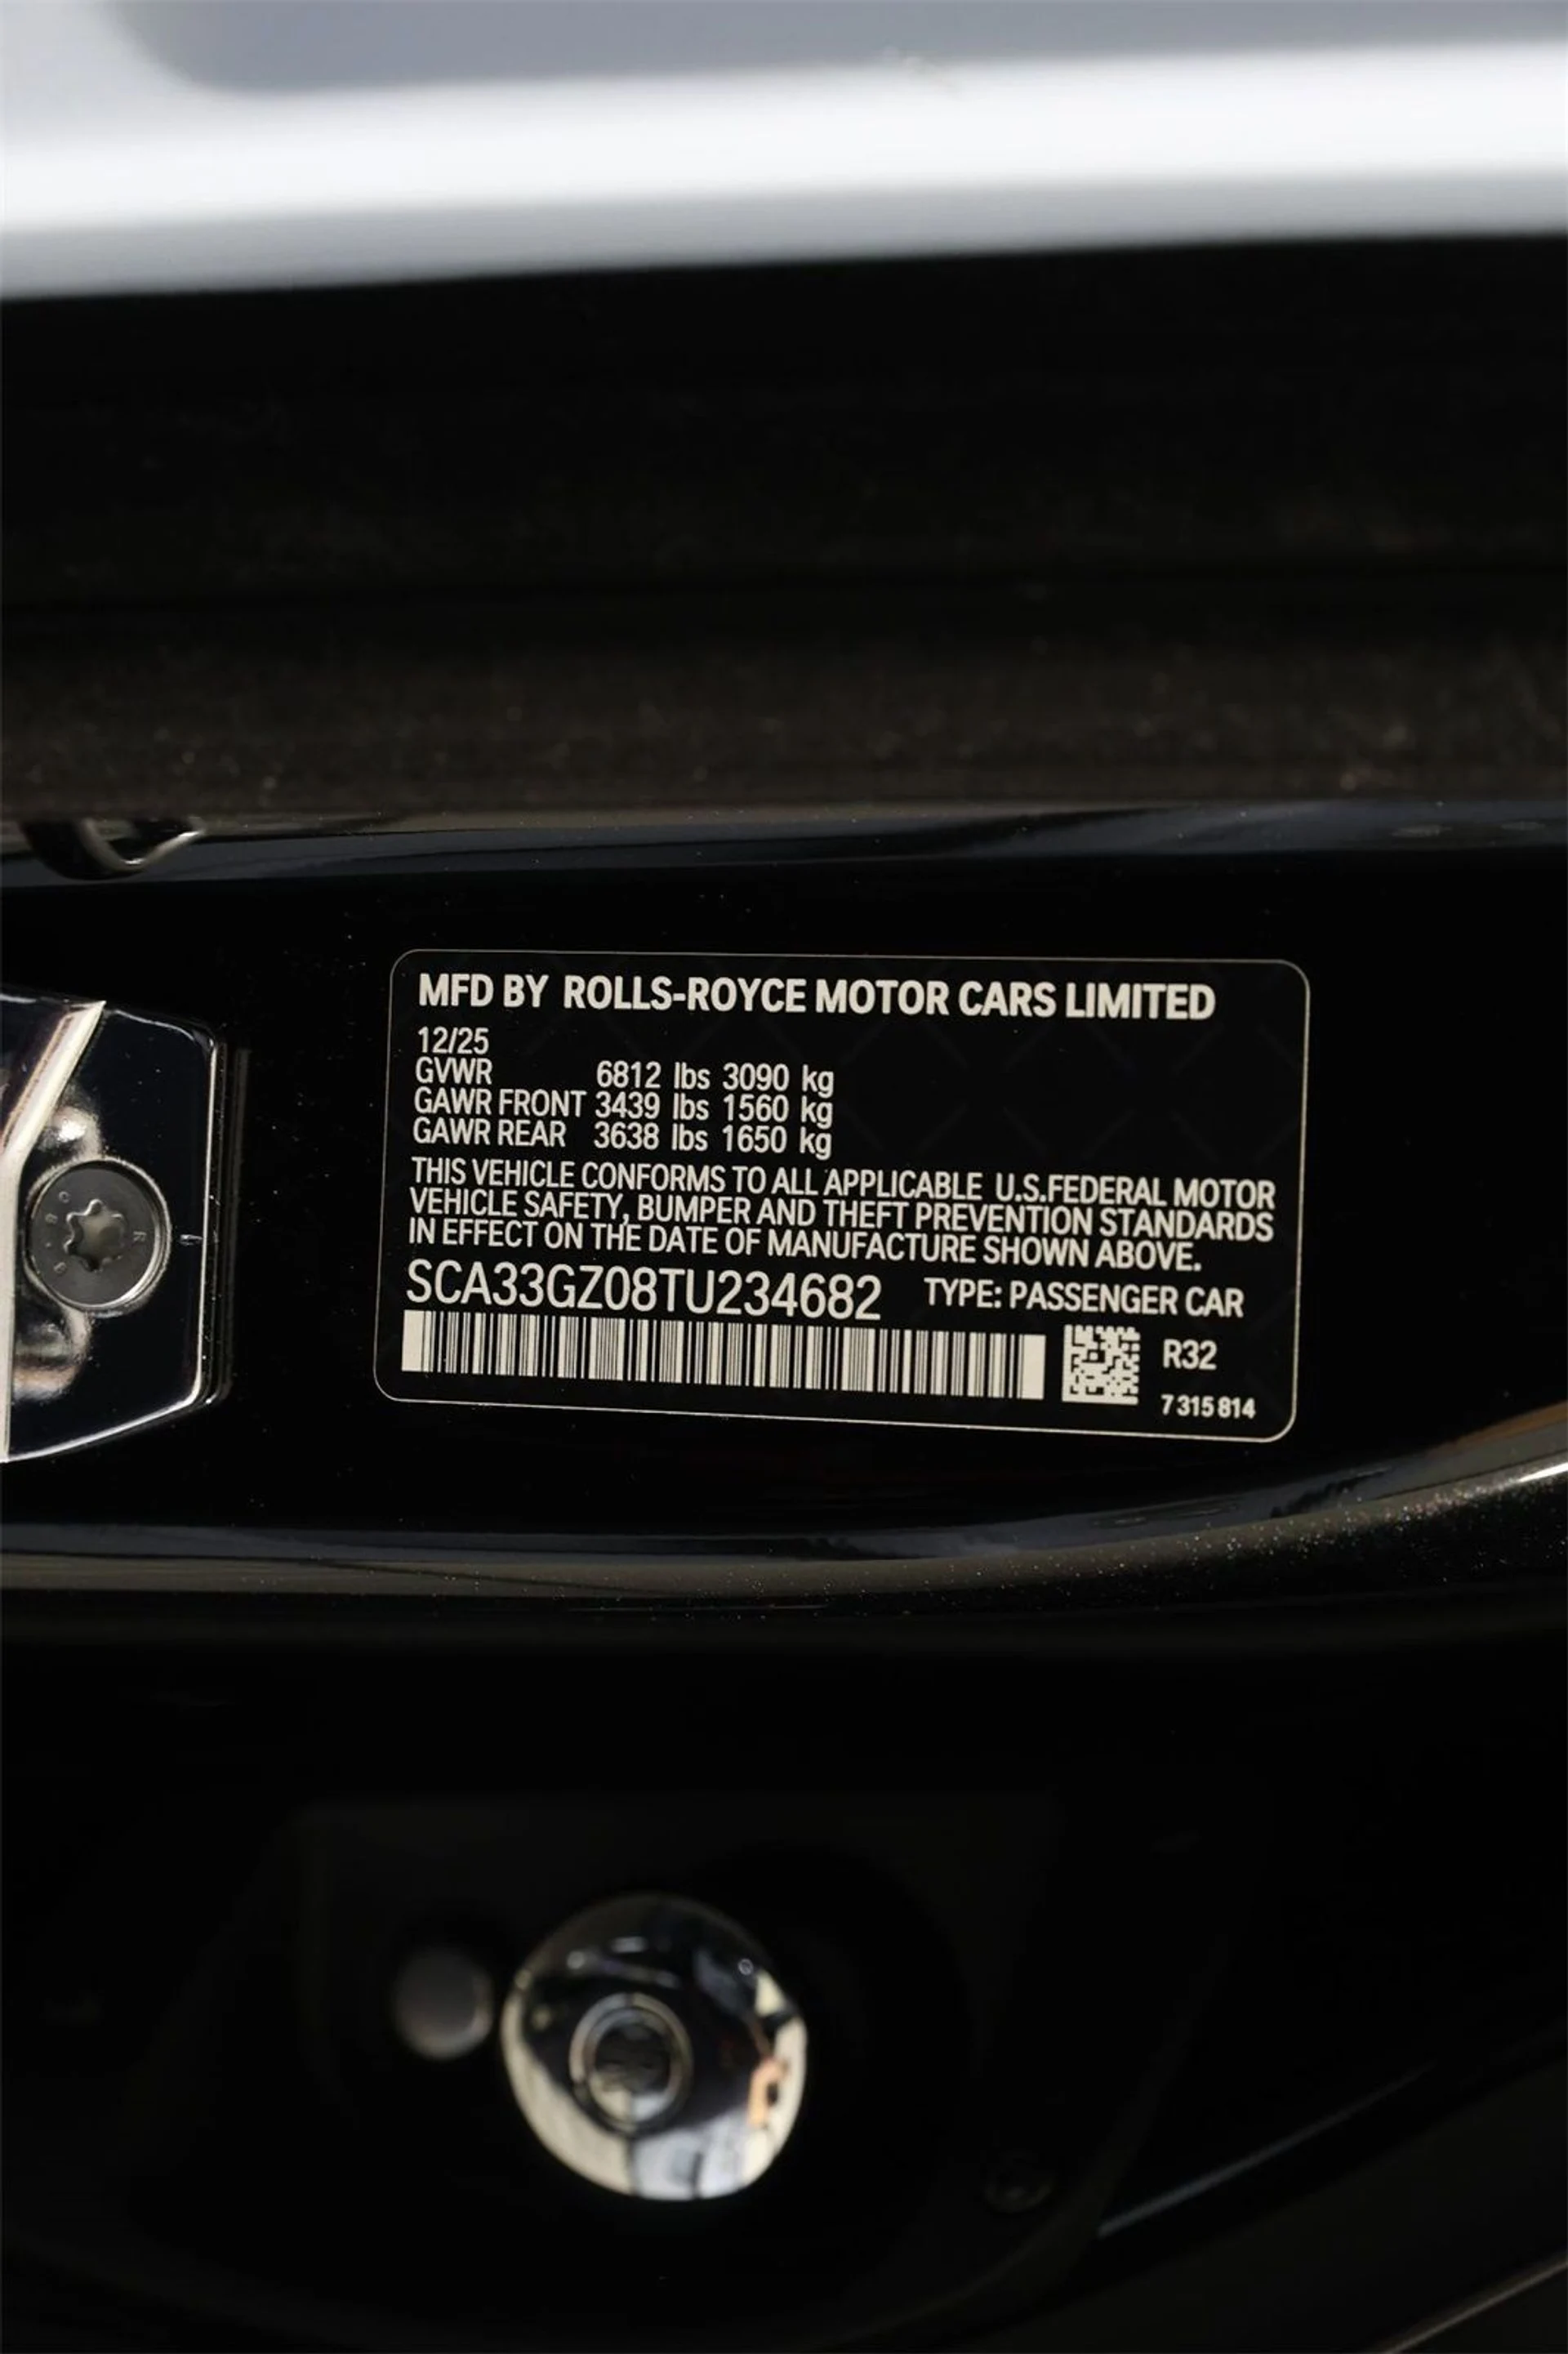 MFD BY ROLLS-ROYCE MOTOR CARS LIMITED
12/25
GVWR 6812 lbs 3090 kg
GAWR FRONT 3439 lbs 1560 kg
GAWR REAR 3638 lbs 1650 kg
THIS VEHICLE CONFORMS TO ALL APPLICABLE U.S.FEDERAL MOTOR
VEHICLE SAFETY, BUMPER AND THEFT PREVENTION STANDARDS
IN EFFECT ON THE DATE OF MANUFACTURE SHOWN ABOVE.
SCA33GZ08TU234682 TYPE: PASSENGER CAR
R32
7 315 814